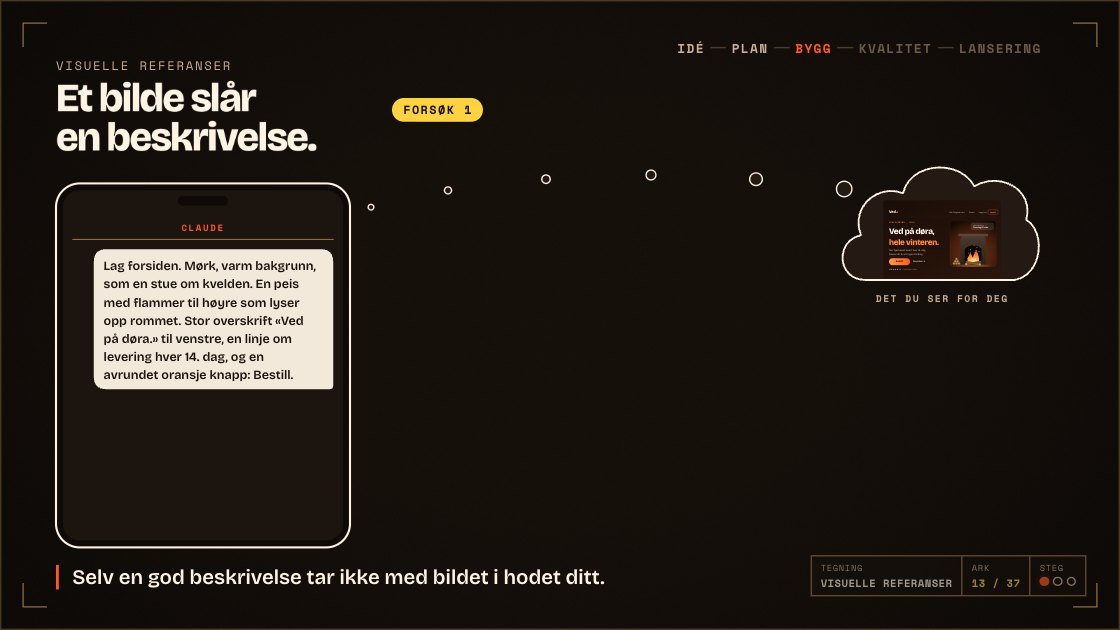 IDÉ — PLAN — BYGG — KVALITET — LANSERING
VISUELLE REFERANSER
Et bilde slår
en beskrivelse.
FORSØK 1
CLAUDE
Lag forsiden. Mørk, varm bakgrunn,
som en stue om kvelden. En peis
med flammer til høyre som lyser
opp rommet. Stor overskrift «Ved
på døra.» til venstre, en linje om
levering hver 14. dag, og en
avrundet oransje knapp: Bestill.
Ved på døra,
hele vinteren.
DET DU SER FOR DEG
Selv en god beskrivelse tar ikke med bildet i hodet ditt.
TEGNING
VISUELLE REFERANSER
ARK
13 / 37
STEG